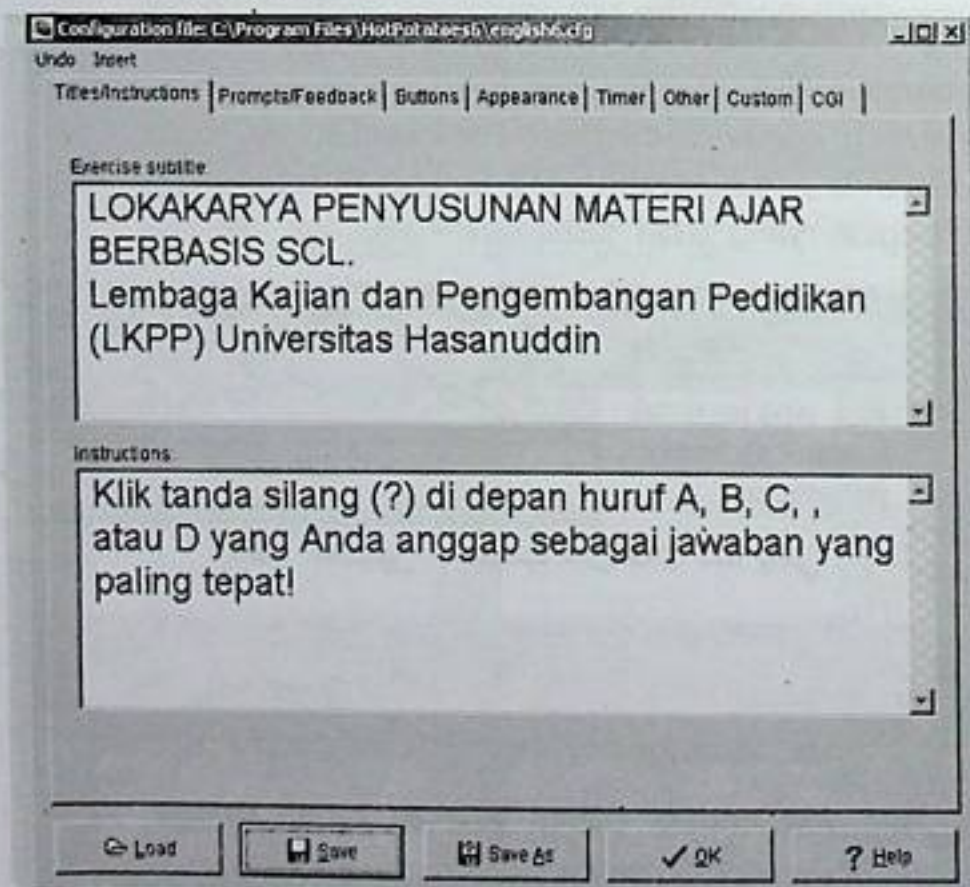 Configuration file: C:\Program Files\HotPotatoes6\english6.cfg
Undo Insert
Titles/Instructions Prompts/Feedback Buttons Appearance Timer Other Custom CGI
Exercise subtitle
LOKAKARYA PENYUSUNAN MATERI AJAR
BERBASIS SCL.
Lembaga Kajian dan Pengembangan Pedidikan
(LKPP) Universitas Hasanuddin
Instructions
Klik tanda silang (?) di depan huruf A, B, C, ,
atau D yang Anda anggap sebagai jawaban yang
paling tepat!
Load Save Save As OK ? Help